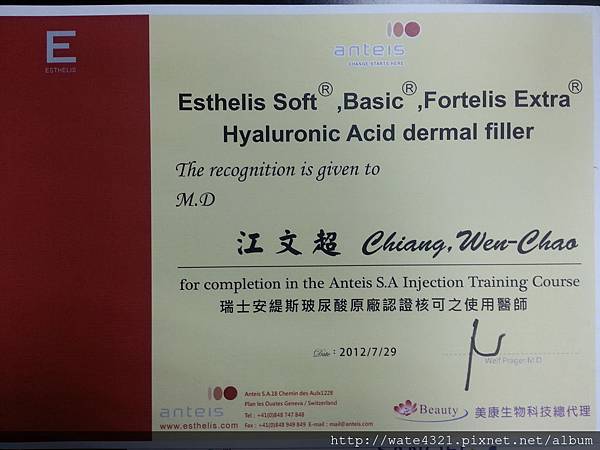 E
ESTHELIS
anteis
CHANGE STARTS HERE
Esthelis Soft® ,Basic® ,Fortelis Extra®
Hyaluronic Acid dermal filler
The recognition is given to
M.D
江文超 Chiang,Wen-Chao
for completion in the Anteis S.A Injection Training Course
瑞士安緹斯玻尿酸原廠認證核可之使用醫師
Date : 2012/7/29
Welf Prager M.D
anteis
www.esthelis.com
Anteis S.A.18 Chemin des Aulx1228
Plan les Ouates Geneva / Switzerland
Tel : +41(0)848 747 848
Fax : +41(0)848 949 849 E-mail : mail@anteis.com
Beauty 美康生物科技總代理
http://wate4321.pixnet.net/album